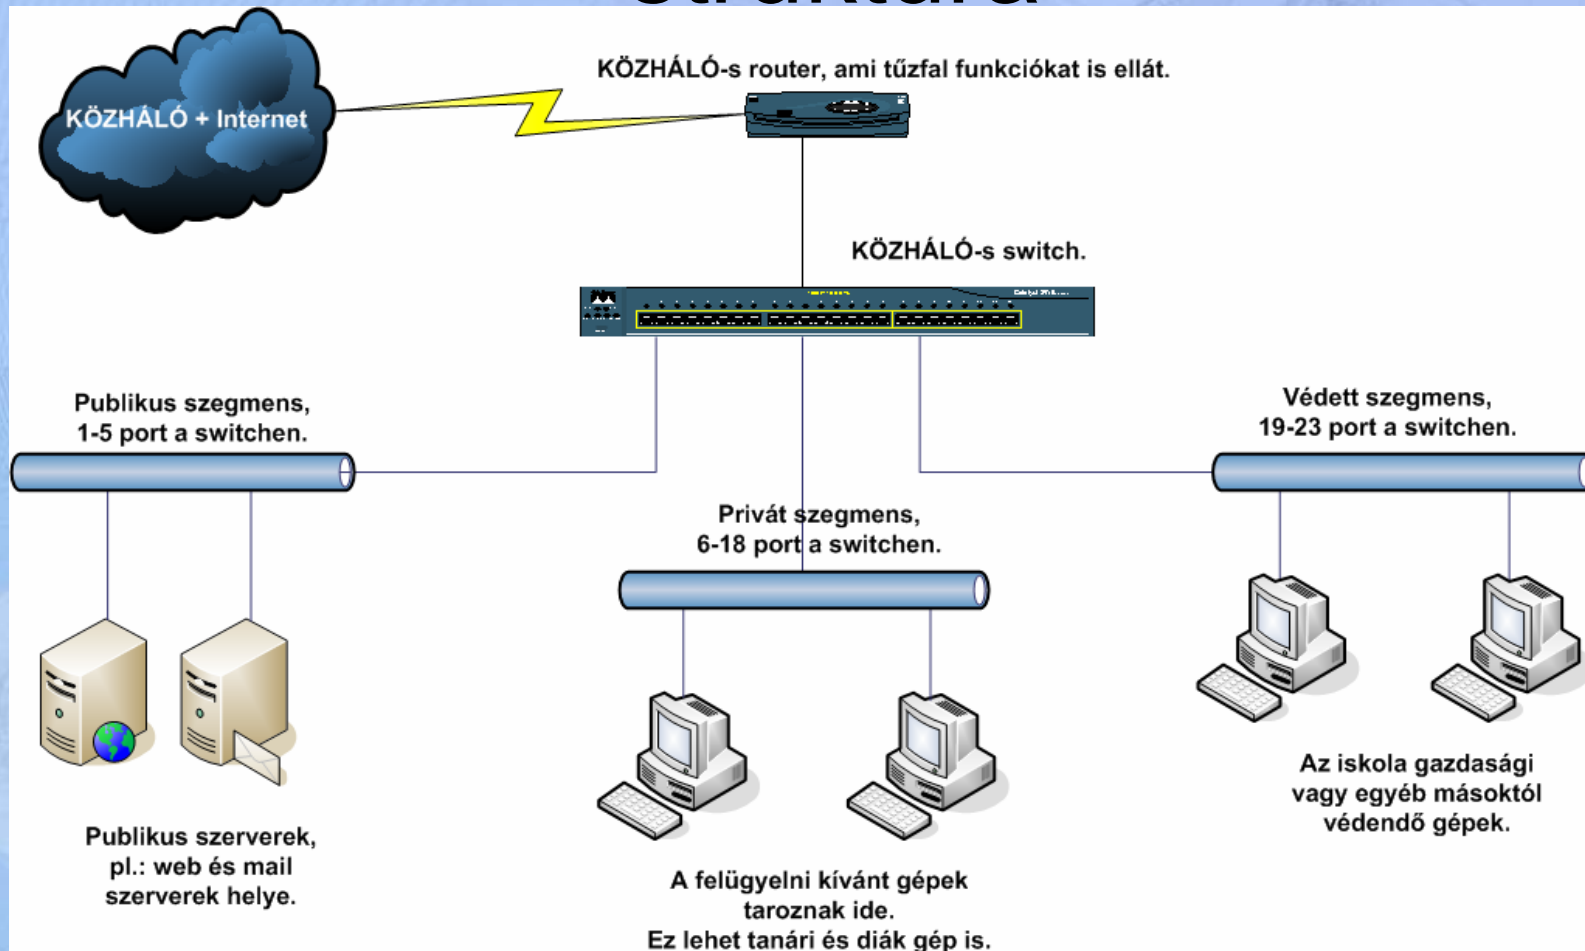 KÖZHÁLÓ-s router, ami tűzfal funkciókat is ellát.
KÖZHÁLÓ + Internet
KÖZHÁLÓ-s switch.
Publikus szegmens,
1-5 port a switchen.
Védett szegmens,
19-23 port a switchen.
Privát szegmens,
6-18 port a switchen.
Publikus szerverek,
pl.: web és mail
szerverek helye.
A felügyelni kívánt gépek
taroznak ide.
Ez lehet tanári és diák gép is.
Az iskola gazdasági
vagy egyéb másoktól
védendő gépek.